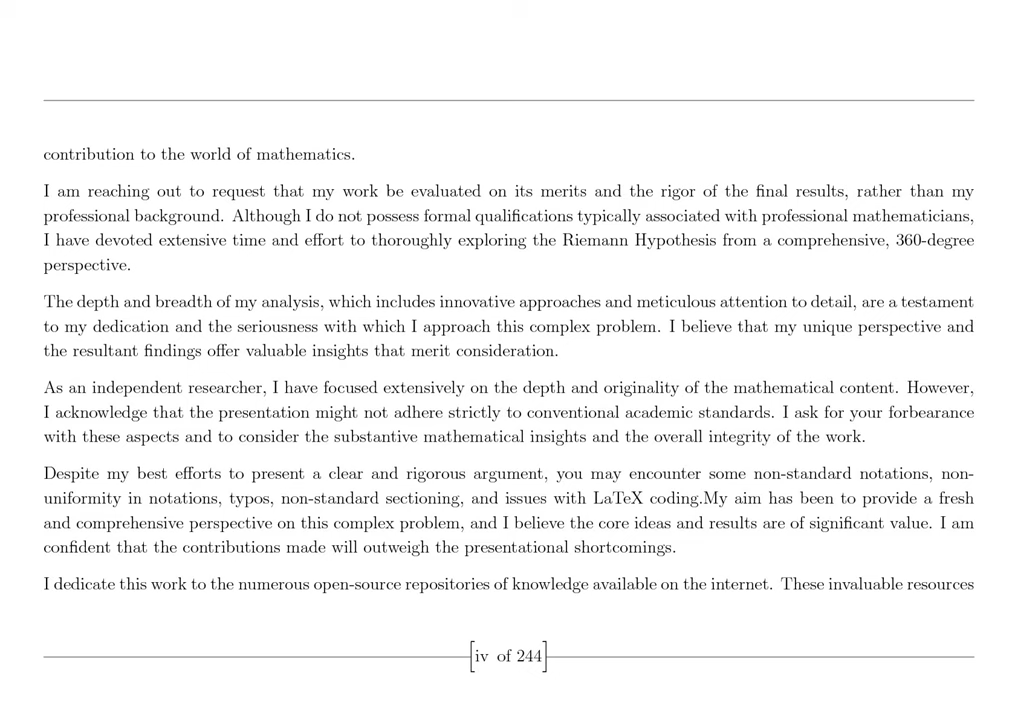 contribution to the world of mathematics.
I am reaching out to request that my work be evaluated on its merits and the rigor of the final results, rather than my
professional background. Although I do not possess formal qualifications typically associated with professional mathematicians,
I have devoted extensive time and effort to thoroughly exploring the Riemann Hypothesis from a comprehensive, 360-degree
perspective.
The depth and breadth of my analysis, which includes innovative approaches and meticulous attention to detail, are a testament
to my dedication and the seriousness with which I approach this complex problem. I believe that my unique perspective and
the resultant findings offer valuable insights that merit consideration.
As an independent researcher, I have focused extensively on the depth and originality of the mathematical content. However,
I acknowledge that the presentation might not adhere strictly to conventional academic standards. I ask for your forbearance
with these aspects and to consider the substantive mathematical insights and the overall integrity of the work.
Despite my best efforts to present a clear and rigorous argument, you may encounter some non-standard notations, non-
uniformity in notations, typos, non-standard sectioning, and issues with LaTeX coding.My aim has been to provide a fresh
and comprehensive perspective on this complex problem, and I believe the core ideas and results are of significant value. I am
confident that the contributions made will outweigh the presentational shortcomings.
I dedicate this work to the numerous open-source repositories of knowledge available on the internet. These invaluable resources
[iv of 244]